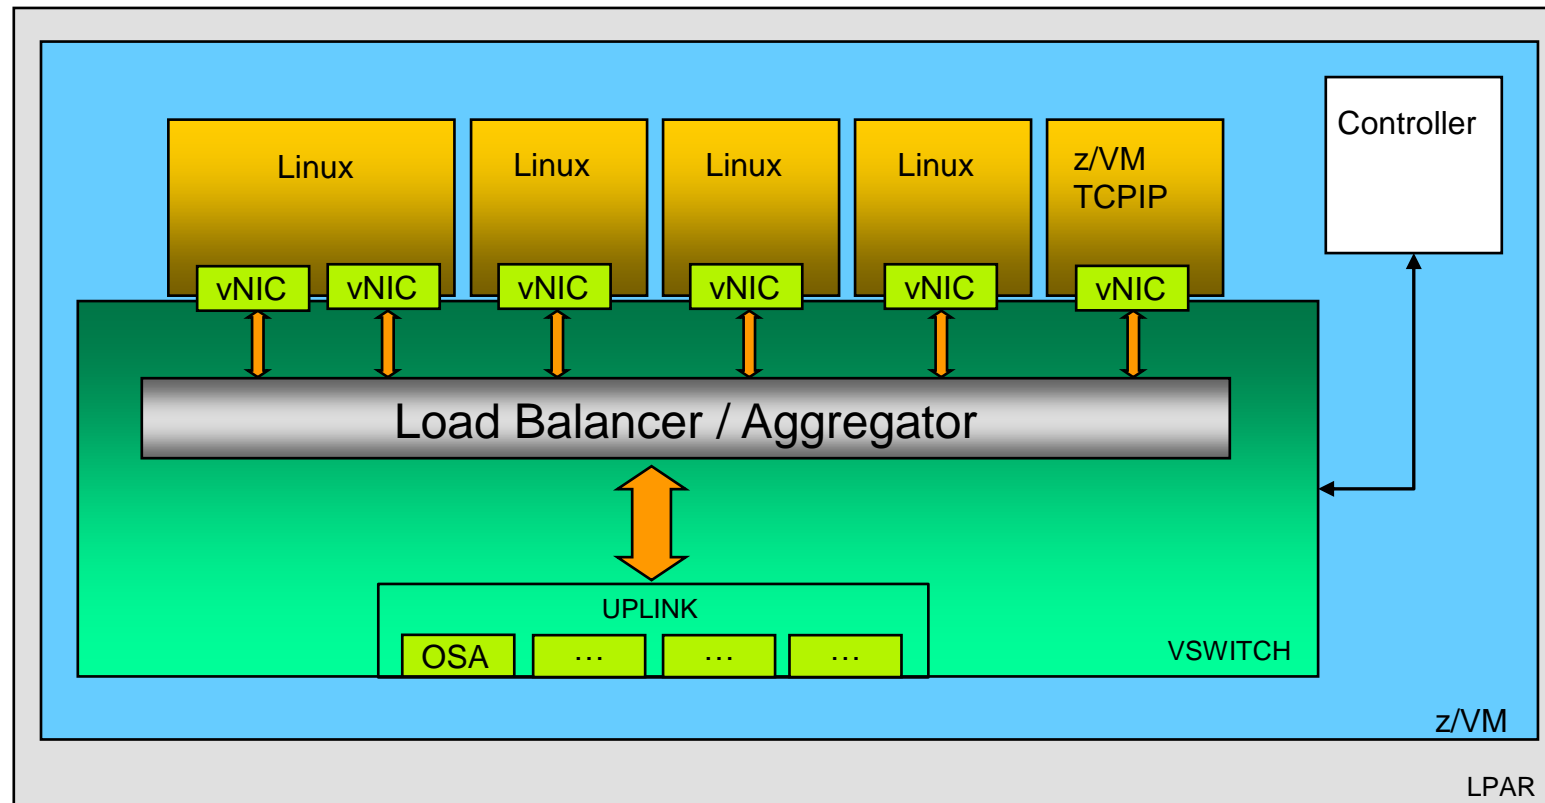 Controller
Linux
Linux
Linux
Linux
z/VM
TCPIP
vNIC
vNIC
vNIC
vNIC
vNIC
vNIC
Load Balancer / Aggregator
UPLINK
OSA
...
...
...
VSWITCH
z/VM
LPAR